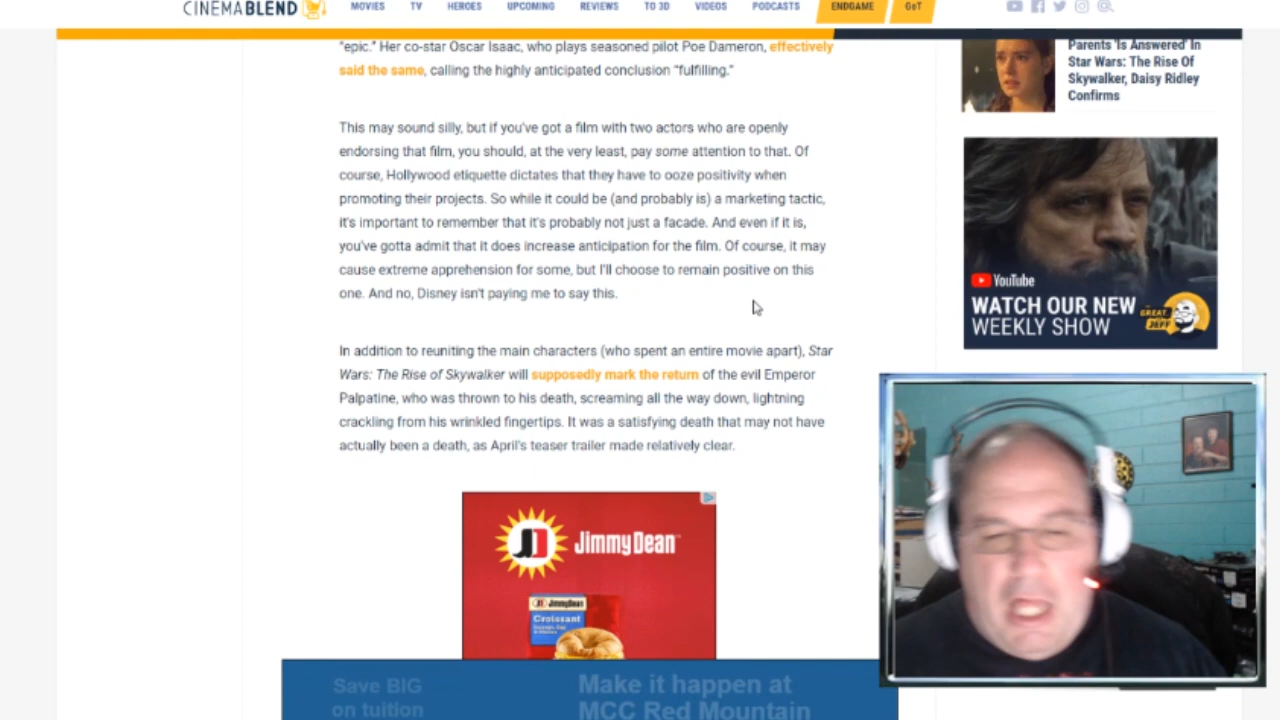 CINEMABLEND
MOVIES TV HEROES UPCOMING REVIEWS TO 3D VIDEOS PODCASTS ENDGAME GoT
"epic." Her co-star Oscar Isaac, who plays seasoned pilot Poe Dameron, effectively
said the same, calling the highly anticipated conclusion "fulfilling."
This may sound silly, but if you've got a film with two actors who are openly
endorsing that film, you should, at the very least, pay some attention to that. Of
course, Hollywood etiquette dictates that they have to ooze positivity when
promoting their projects. So while it could be (and probably is) a marketing tactic,
it's important to remember that it's probably not just a facade. And even if it is,
you've gotta admit that it does increase anticipation for the film. Of course, it may
cause extreme apprehension for some, but I'll choose to remain positive on this
one. And no, Disney isn't paying me to say this.
In addition to reuniting the main characters (who spent an entire movie apart), Star
Wars: The Rise of Skywalker will supposedly mark the return of the evil Emperor
Palpatine, who was thrown to his death, screaming all the way down, lightning
crackling from his wrinkled fingertips. It was a satisfying death that may not have
actually been a death, as April's teaser trailer made relatively clear.
Parents 'Is Answered' In
Star Wars: The Rise Of
Skywalker, Daisy Ridley
Confirms
YouTube
WATCH OUR NEW
WEEKLY SHOW
GREAT
JEFF
JD
Jimmy Dean
Jimmy Dean
Croissant
Save BIG
on tuition
Make it happen at
MCC Red Mountain